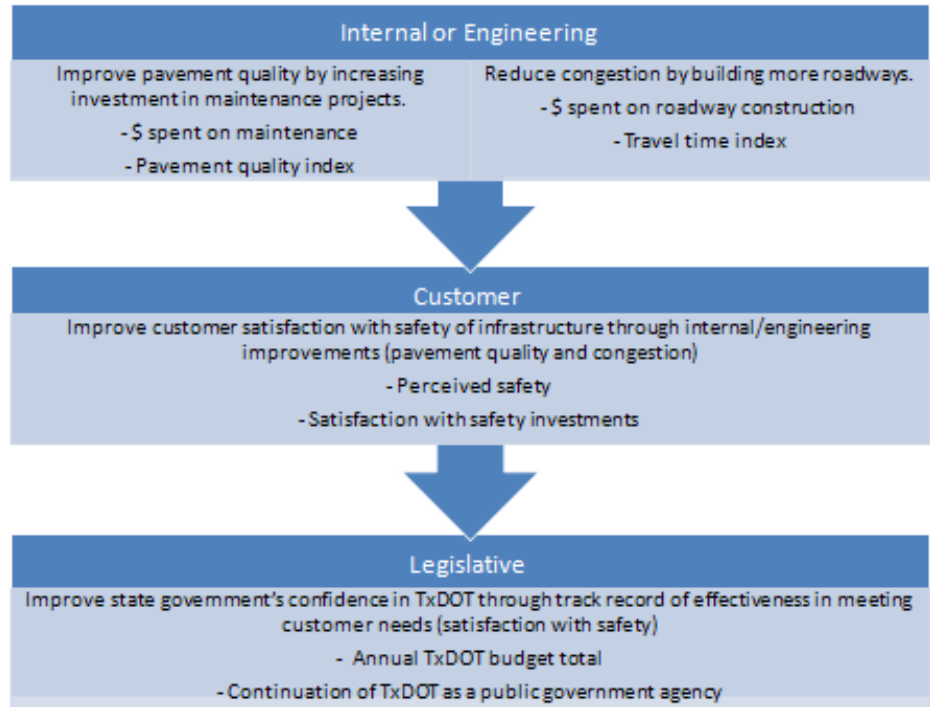 Internal or Engineering
Improve pavement quality by increasing
investment in maintenance projects.
- $ spent on maintenance
- Pavement quality index
Reduce congestion by building more roadways.
- $ spent on roadway construction
- Travel time index
Customer
Improve customer satisfaction with safety of infrastructure through internal/engineering
improvements (pavement quality and congestion)
- Perceived safety
- Satisfaction with safety investments
Legislative
Improve state government's confidence in TxDOT through track record of effectiveness in meeting
customer needs (satisfaction with safety)
- Annual TxDOT budget total
- Continuation of TxDOT as a public government agency